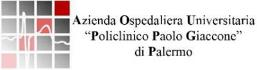 Azienda Ospedaliera Universitaria
"Policlinico Paolo Giaccone"
di Palermo